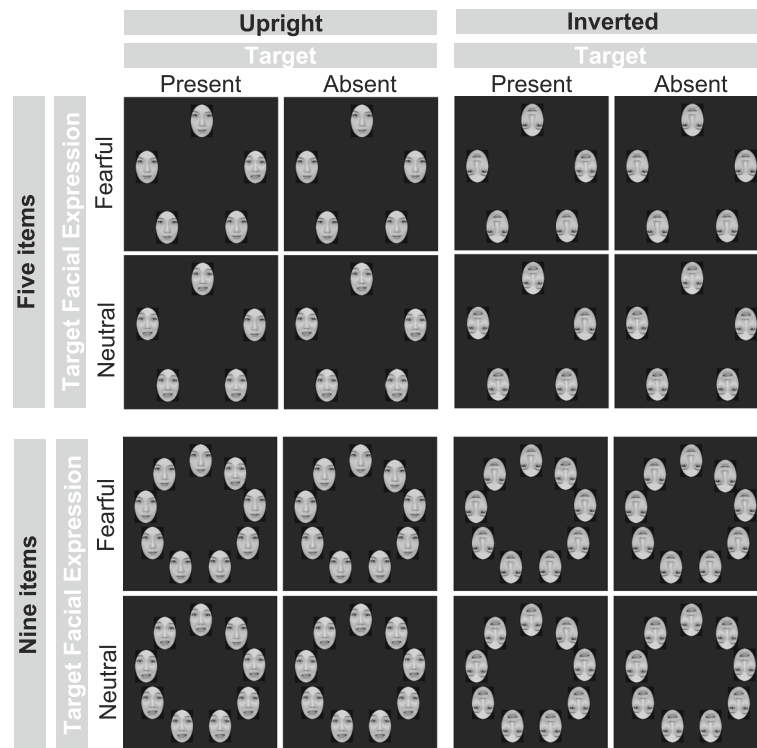 Upright
Inverted
Target
Target
Present
Absent
Present
Absent
Five items
Target Facial Expression
Fearful
Neutral
Nine items
Target Facial Expression
Fearful
Neutral